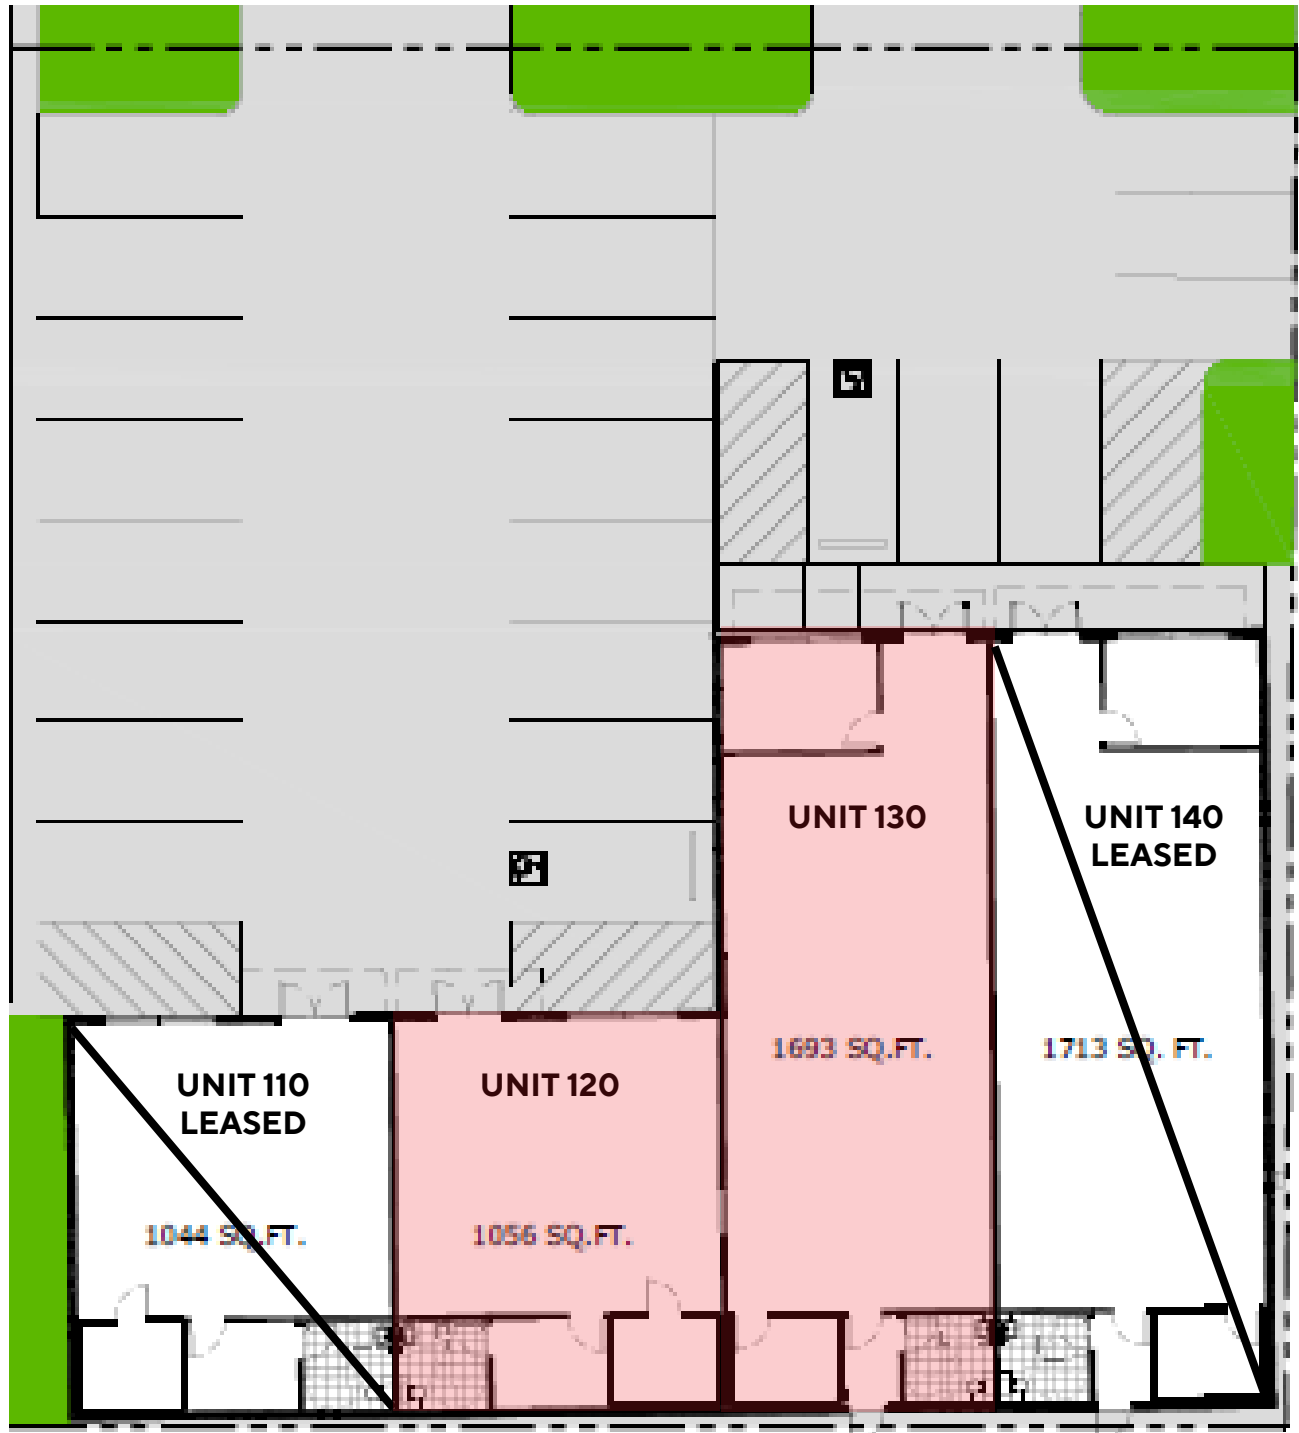 UNIT 130
UNIT 140
LEASED
1693 SQ.FT.
1713 SQ. FT.
UNIT 110
LEASED
UNIT 120
1044 SQ.FT.
1056 SQ.FT.